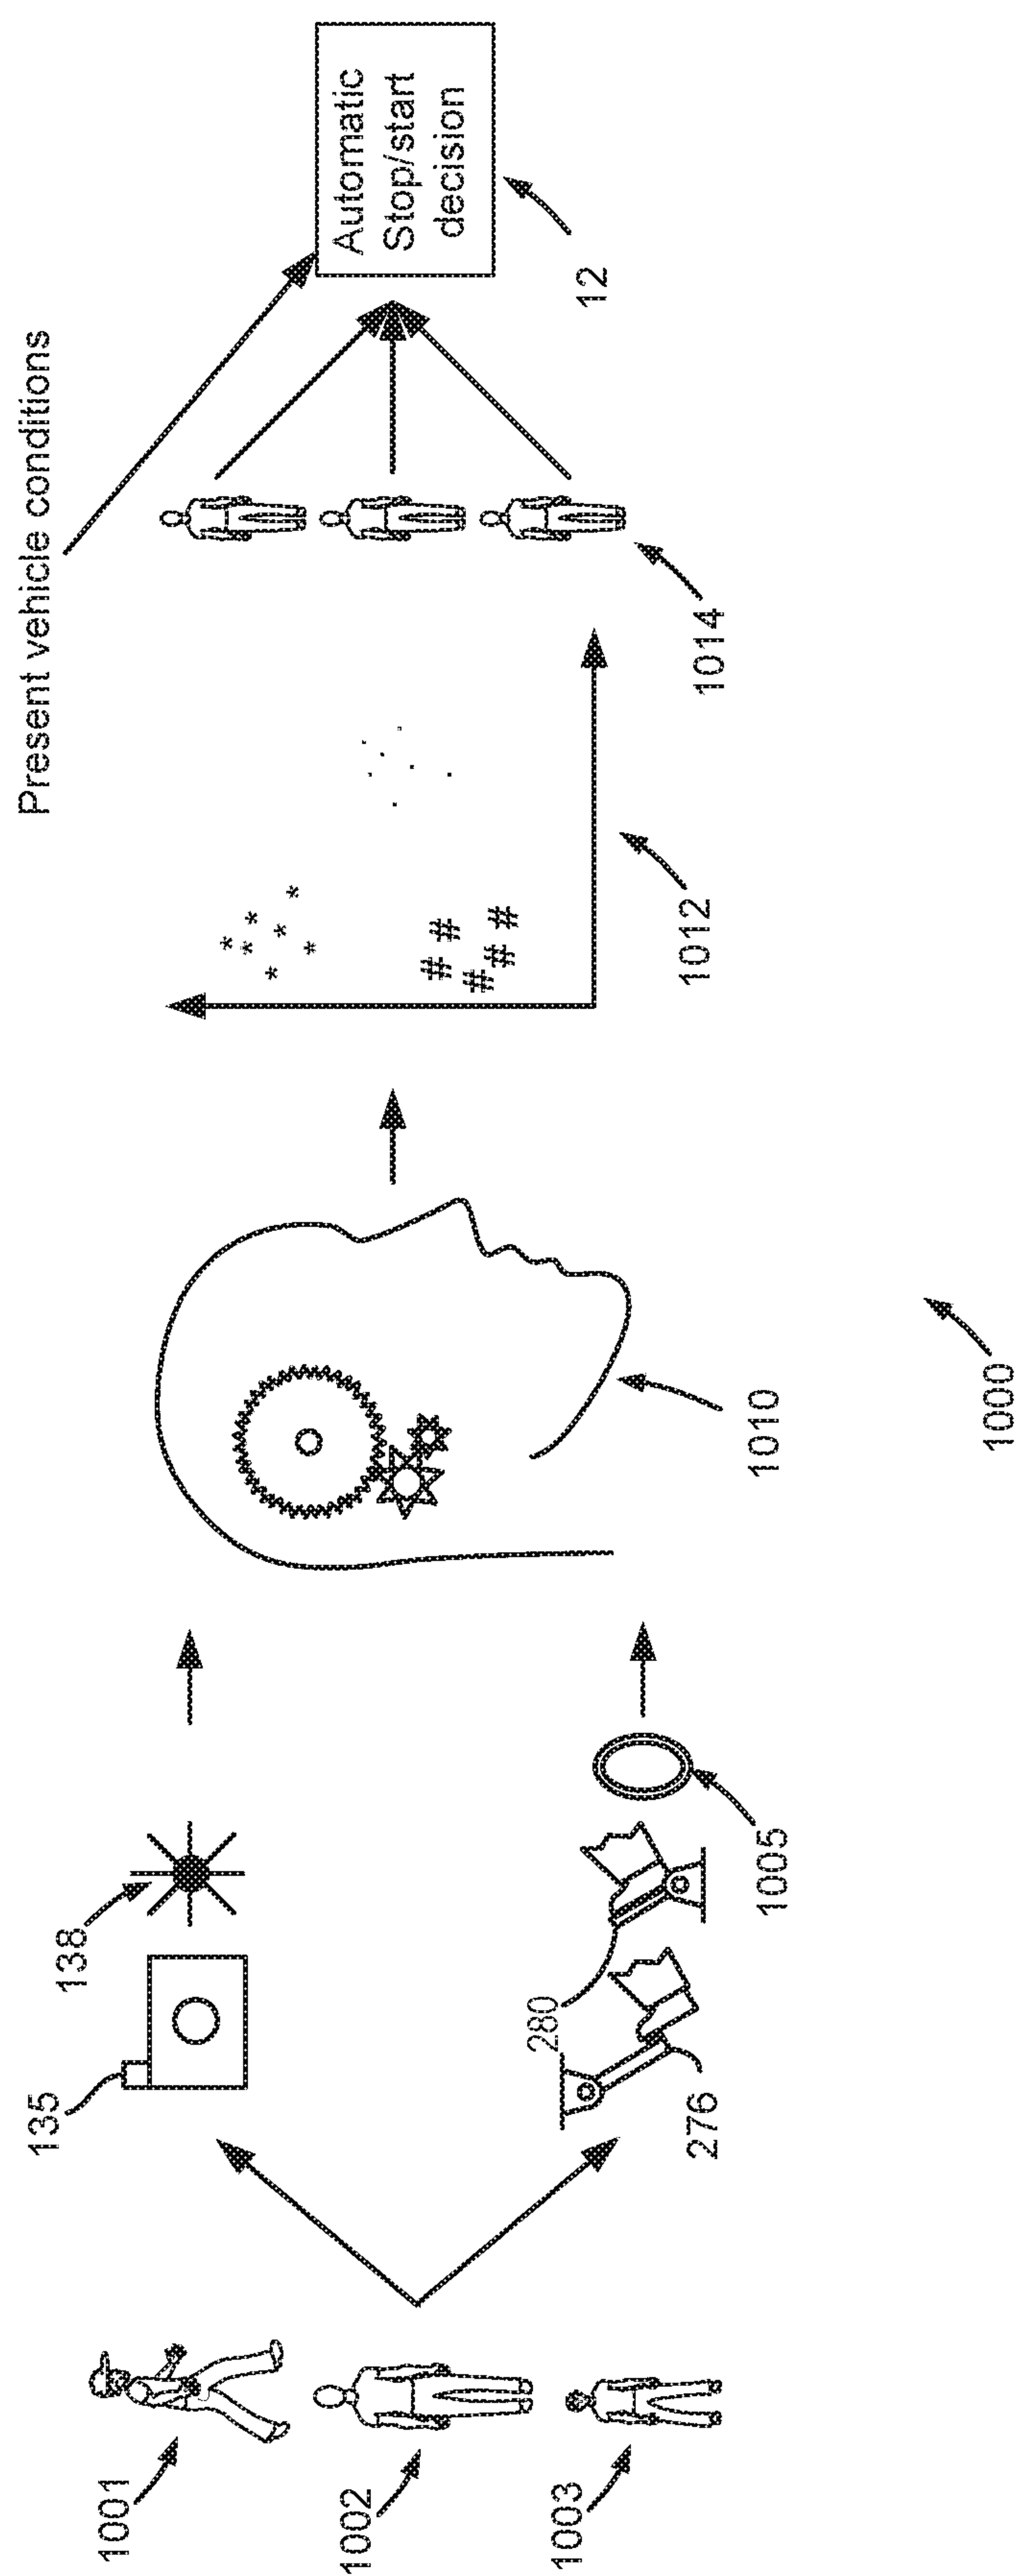 1001
1002
1003
135
138
280
276
1005
1010
1000
* * * * * * *
# # # # # #
1012
1014
Present vehicle conditions
Automatic
Stop/start
decision
12